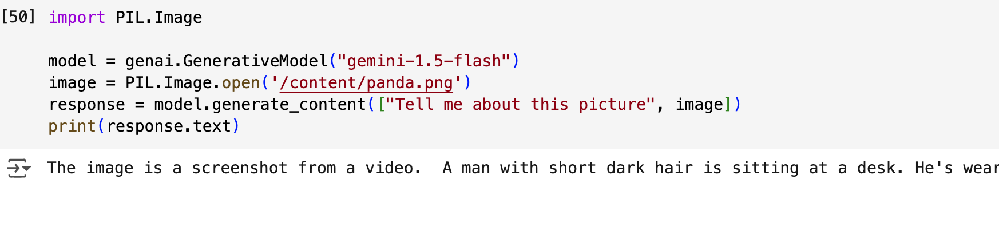 [50] import PIL.Image
model = genai.GenerativeModel("gemini-1.5-flash")
image = PIL.Image.open('/content/panda.png')
response = model.generate_content(["Tell me about this picture", image])
print(response.text)
The image is a screenshot from a video.  A man with short dark hair is sitting at a desk. He's wear